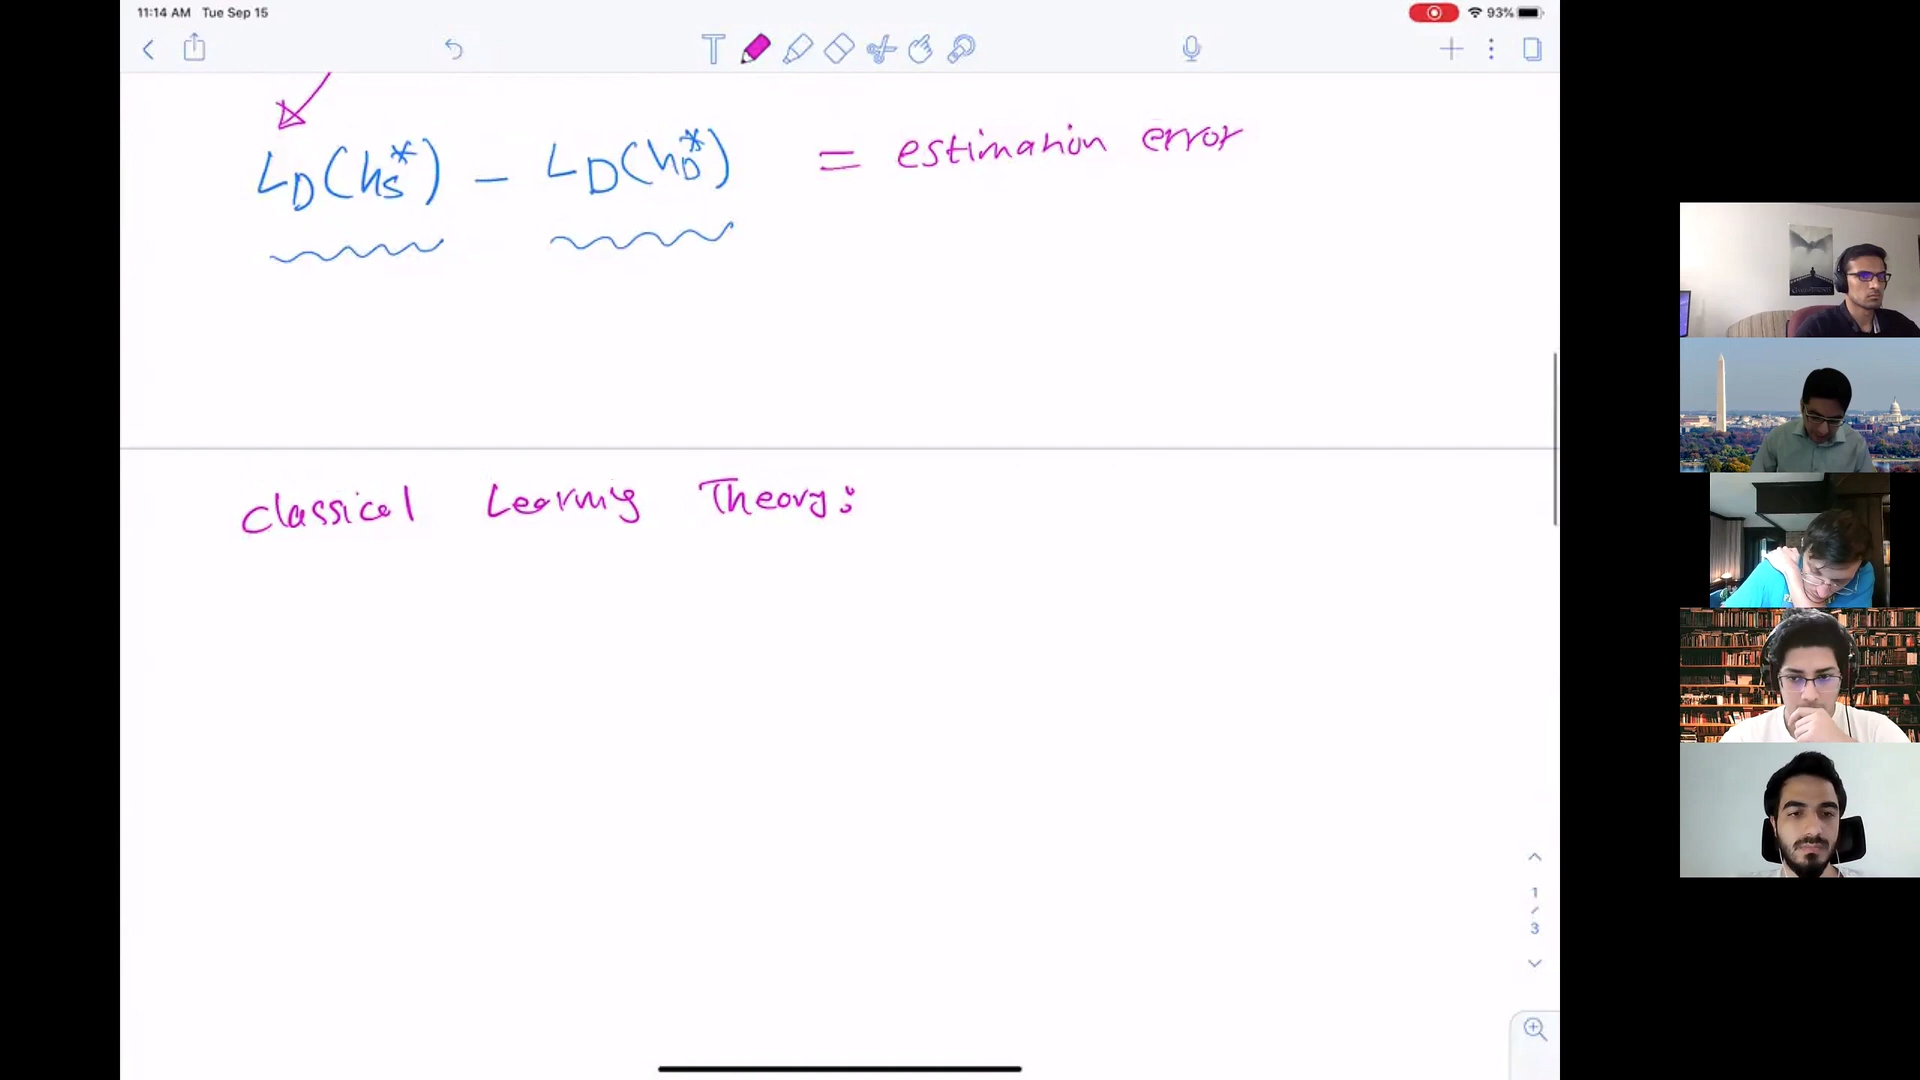 11:14 AM Tue Sep 15
93%
L_D(h_S^*) - L_D(h_D^*) = estimation error
Classical Learning Theory:
1
/
3